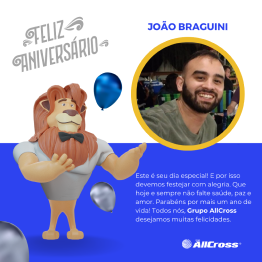 FELIZ
ANIVERSÁRIO
JOÃO BRAGUINI
Este é seu dia especial! E por isso
devemos festejar com alegria. Que
hoje e sempre não falte saúde, paz e
amor. Parabéns por mais um ano de
vida! Todos nós, Grupo AllCross
desejamos muitas felicidades.
AllCross®